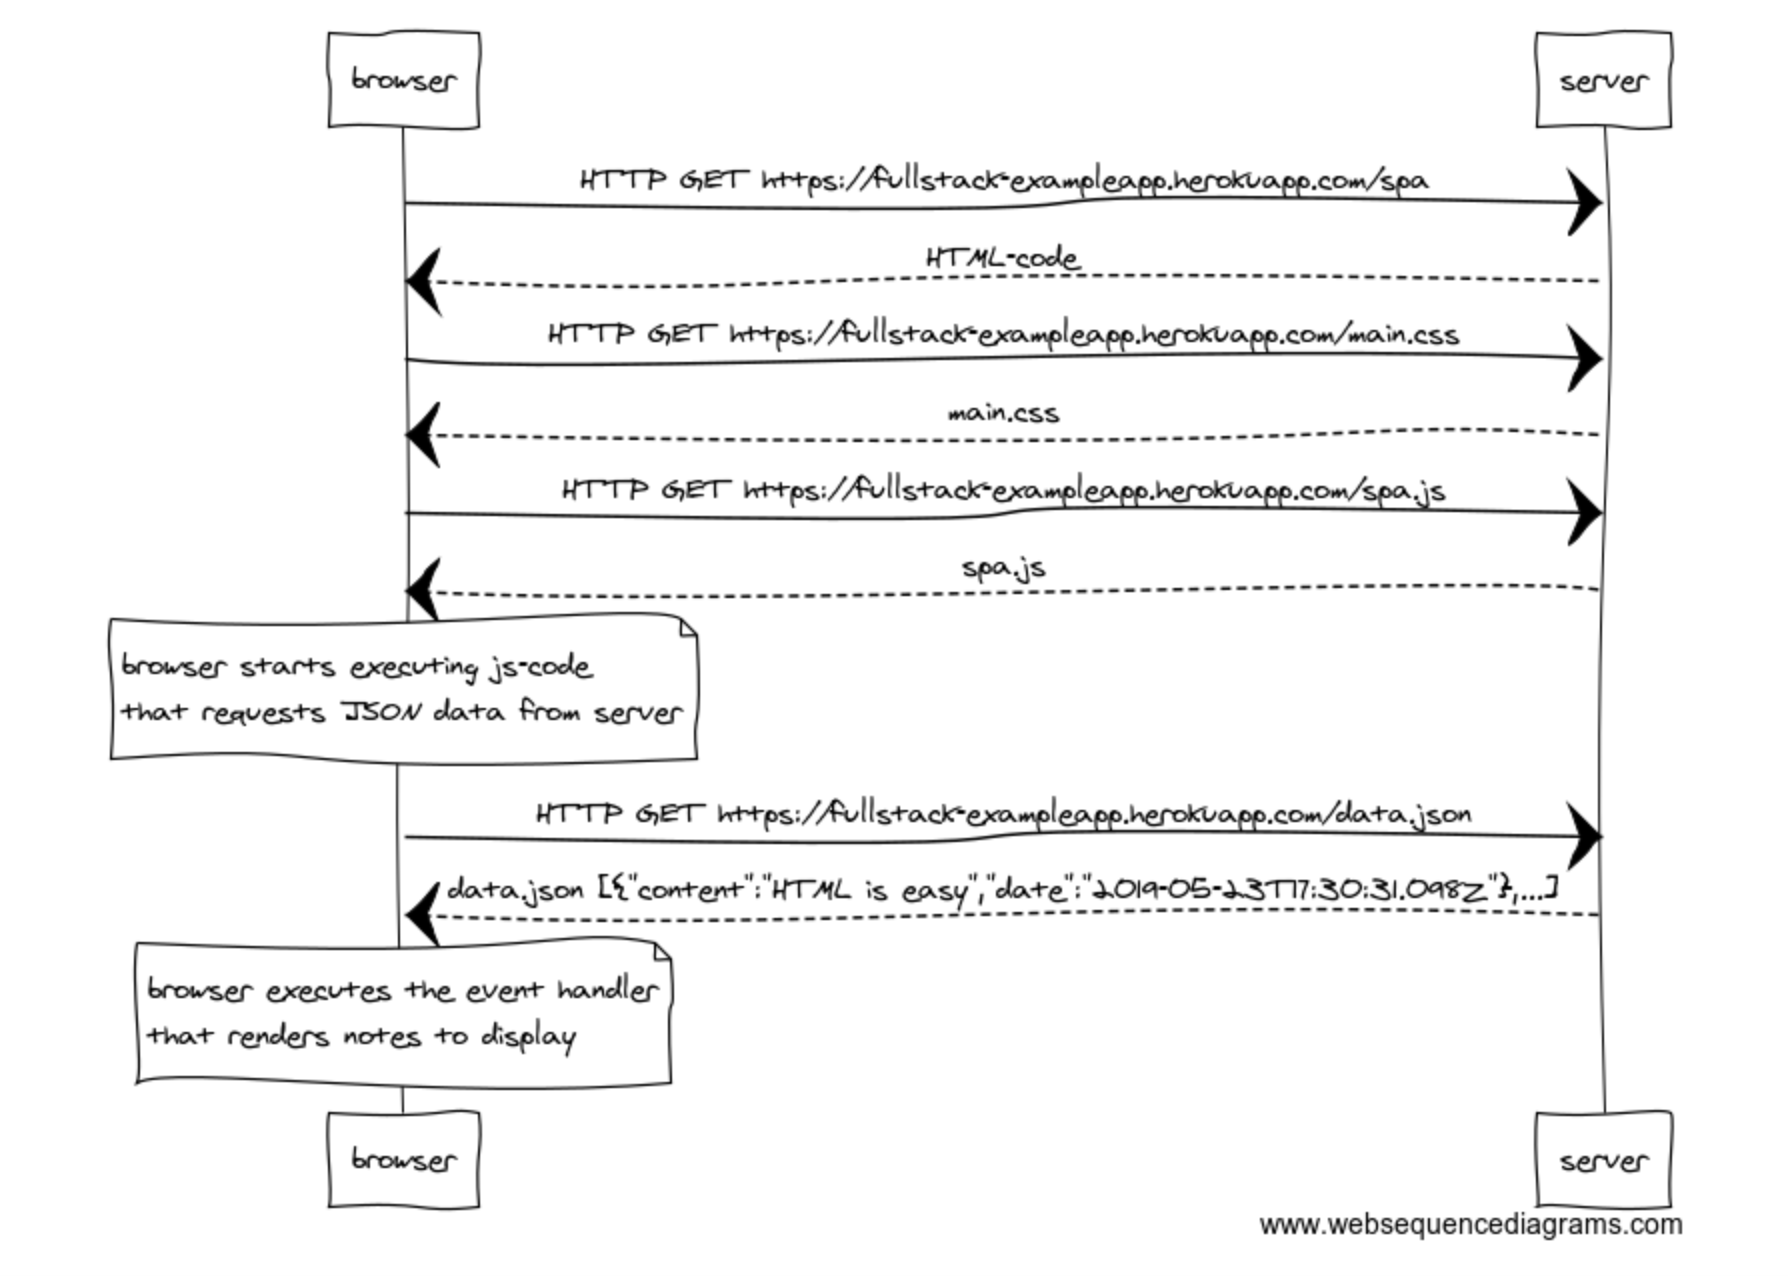 browser
server
HTTP GET https://fullstack-exampleapp.herokuapp.com/spa
HTML-code
HTTP GET https://fullstack-exampleapp.herokuapp.com/main.css
main.css
HTTP GET https://fullstack-exampleapp.herokuapp.com/spa.js
spa.js
browser starts executing js-code
that requests JSON data from server
HTTP GET https://fullstack-exampleapp.herokuapp.com/data.json
data.json [{"content":"HTML is easy","date":"2019-05-23T17:30:31.098Z"},...]
browser executes the event handler
that renders notes to display
browser
server
www.websequencediagrams.com